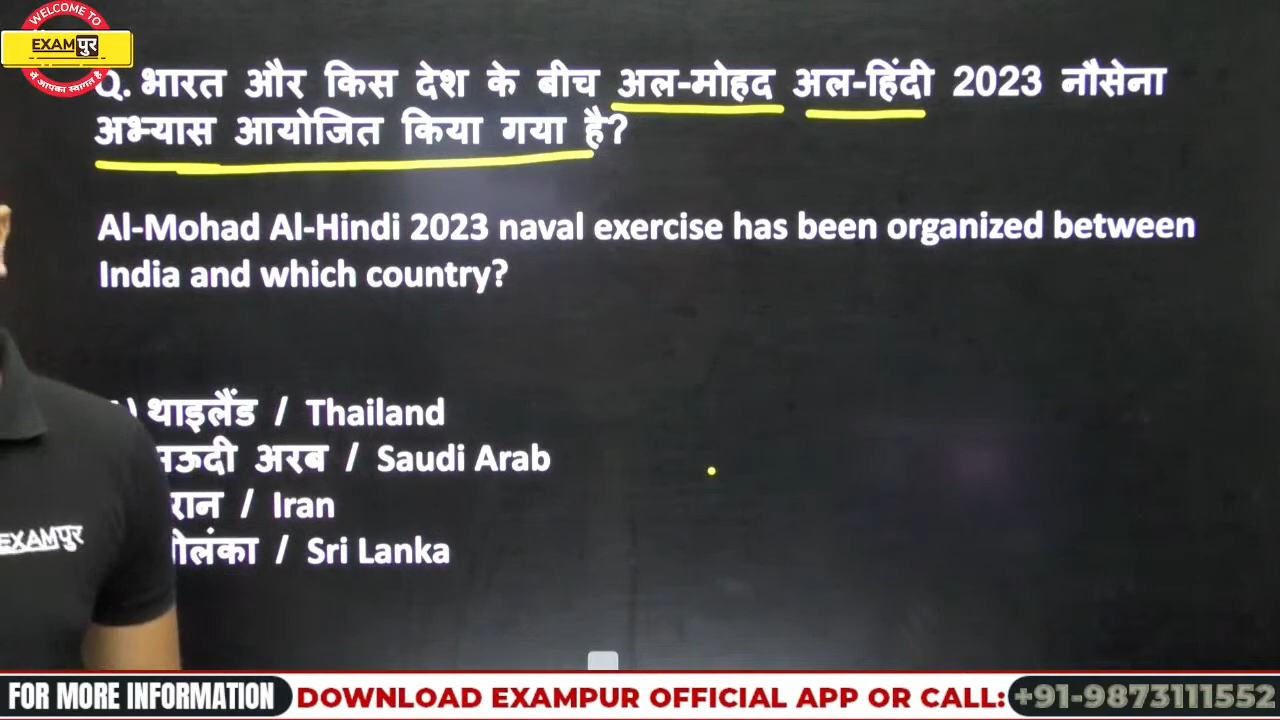 WELCOME TO
EXAMपुर
में आपका स्वागत है
Q. भारत और किस देश के बीच अल-मोहद अल-हिंदी 2023 नौसेना
अभ्यास आयोजित किया गया है?
Al-Mohad Al-Hindi 2023 naval exercise has been organized between
India and which country?
थाइलैंड / Thailand
अरब / Saudi Arab
/ Iran
/ Sri Lanka
EXAMपुर
FOR MORE INFORMATION DOWNLOAD EXAMPUR OFFICIAL APP OR CALL: +91-9873111552